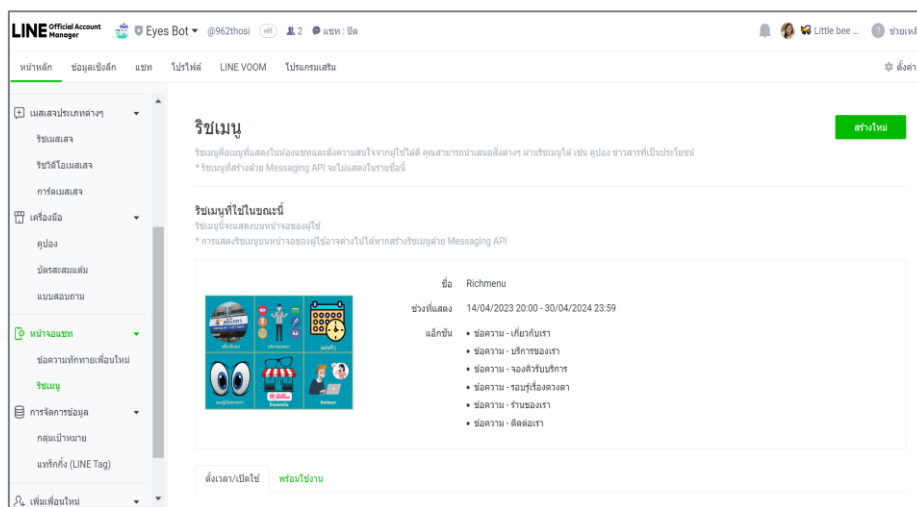 LINE Official Account Manager
Eyes Bot @962thosi ฟรี 2 แชท : ปิด
Little bee ...
ช่วยเหลื
หน้าหลัก ข้อมูลเชิงลึก แชท โปรไฟล์ LINE VOOM โปรแกรมเสริม
ตั้งค่า
เมสเสจประเภทต่างๆ
ริชเมสเสจ
ริชวิดีโอเมสเสจ
การ์ดเมสเสจ
เครื่องมือ
คูปอง
บัตรสะสมแต้ม
แบบสอบถาม
หน้าจอแชท
ข้อความทักทายเพื่อนใหม่
ริชเมนู
การจัดการข้อมูล
กลุ่มเป้าหมาย
แทร็กกิ้ง (LINE Tag)
เพิ่มเพื่อนใหม่
ริชเมนู
สร้างใหม่
ริชเมนูคือเมนูที่แสดงในห้องแชทและดึงความสนใจจากผู้ใช้ได้ดี คุณสามารถนำเสนอสิ่งต่างๆ ผ่านริชเมนูได้ เช่น คูปอง ข่าวสารที่เป็นประโยชน์
* ริชเมนูที่สร้างด้วย Messaging API จะไม่แสดงในรายชื่อนี้
ริชเมนูที่ใช้ในขณะนี้
ริชเมนูนี้จะแสดงบนหน้าจอของผู้ใช้
* การแสดงริชเมนูบนหน้าจอของผู้ใช้อาจต่างไปได้หากสร้างริชเมนูด้วย Messaging API
ชื่อ Richmenu
ช่วงที่แสดง 14/04/2023 20:00 - 30/04/2024 23:59
แอ็กชัน
• ข้อความ - เกี่ยวกับเรา
• ข้อความ - บริการของเรา
• ข้อความ - จองคิวรับบริการ
• ข้อความ - รอบรู้เรื่องดวงตา
• ข้อความ - ร้านของเรา
• ข้อความ - ติดต่อเรา
ตั้งเวลา/เปิดใช้ พร้อมใช้งาน